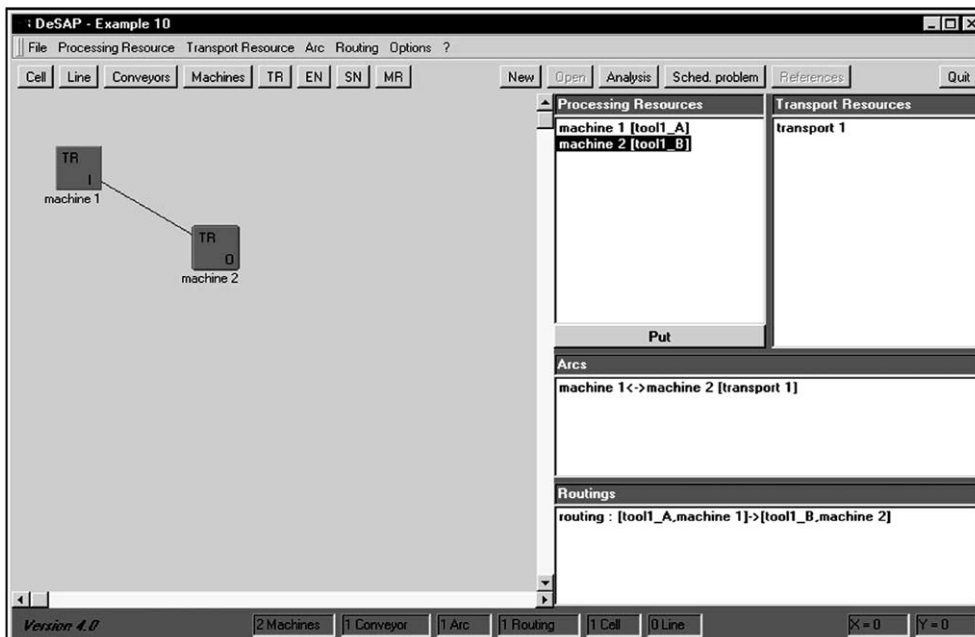 DeSAP - Example 10
File Processing Resource Transport Resource Arc Routing Options ?
Cell Line Conveyors Machines TR EN SN MR New Open Analysis Sched. problem References Quit
Processing Resources
machine 1 [tool1_A]
machine 2 [tool1_B]
Put
Transport Resources
transport 1
TR
I
machine 1
TR
O
machine 2
Arcs
machine 1<->machine 2 [transport 1]
Routings
routing : [tool1_A,machine 1]->[tool1_B,machine 2]
Version 4.0 2 Machines 1 Conveyor 1 Arc 1 Routing 1 Cell 0 Line X = 0 Y = 0